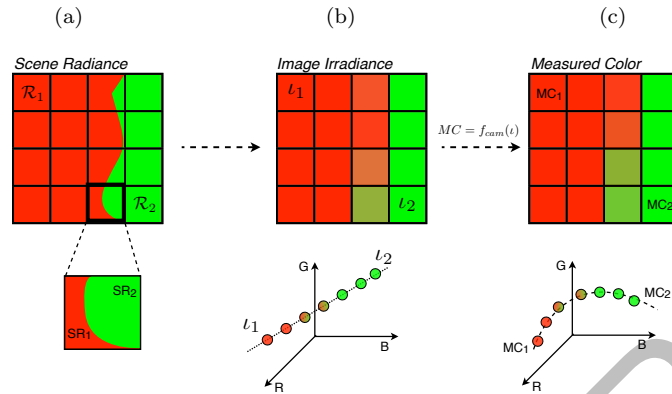 (a) (b) (c)
Scene Radiance Image Irradiance Measured Color
R₁ ι₁ MC₁
MC = f_cam(ι)
R₂ ι₂ MC₂
G G
SR₂ ι₂ MC₂
SR₁ ι₁ MC₁
B B
R R